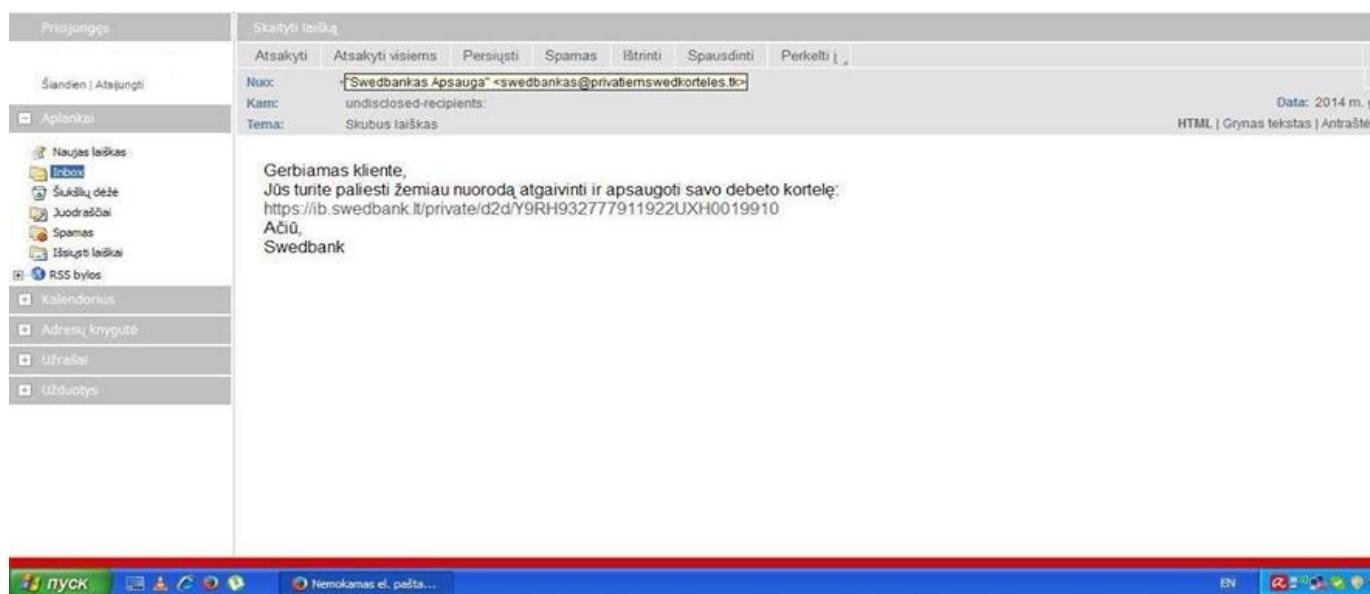 Prisijungęs
Šiandien | Atsijungti
Aplankai
Naujas laiškas
Inbox
Šiukšlių dėžė
Juodraščiai
Spamas
Išsiųsti laiškai
RSS bylos
Kalendorius
Adresų knygutė
Užrašai
Užduotys
Skaityti laišką
Atsakyti Atsakyti visiems Persiųsti Spamas Ištrinti Spausdinti Perkelti į
Nuo: "Swedbankas Apsauga" <swedbankas@privatiemswedkorteles.tk>
Kam: undisclosed-recipients:
Data: 2014 m.
Tema: Skubus laiškas
HTML | Grynas tekstas | Antraštė
Gerbiamas kliente,
Jūs turite paliesti žemiau nuorodą atgaivinti ir apsaugoti savo debeto kortelę:
https://ib.swedbank.lt/private/d2d/Y9RH932777911922UXH0019910
Ačiū,
Swedbank
пуск
Nemokamas el. pašta...
EN